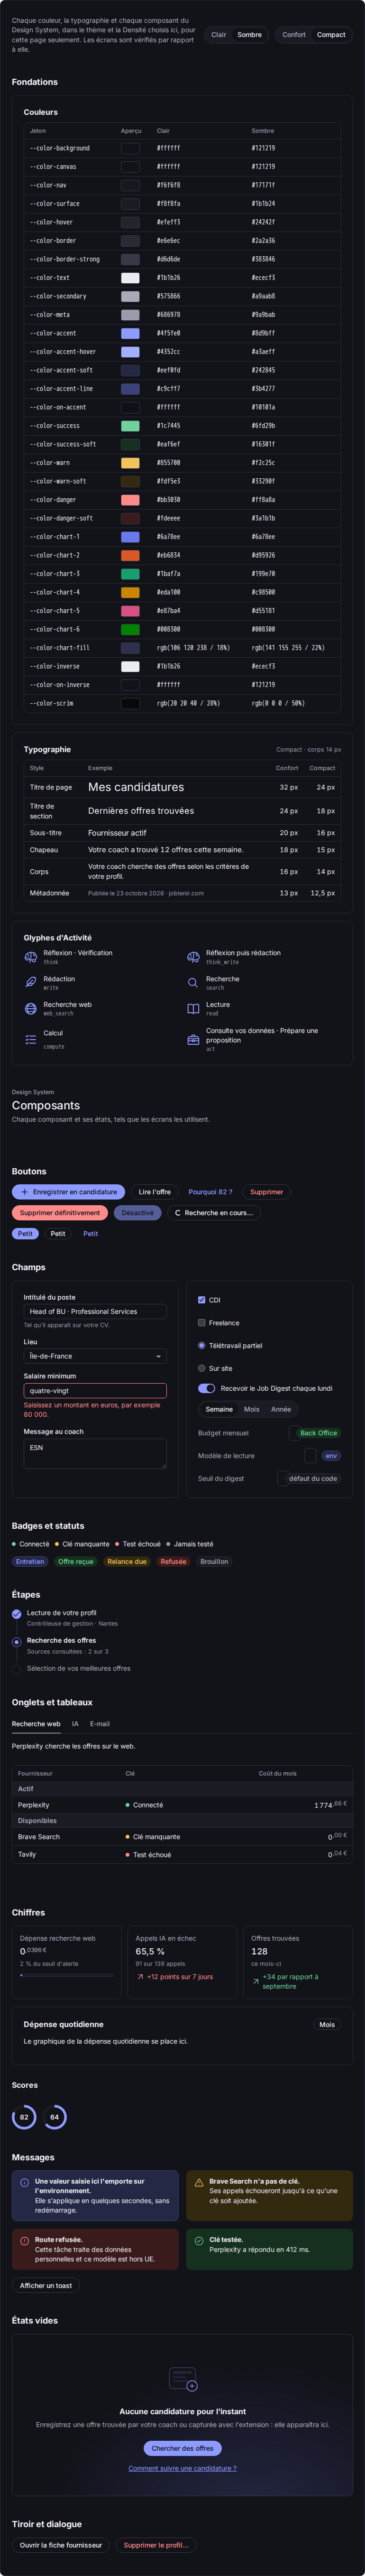 Chaque couleur, la typographie et chaque composant du
Design System, dans le thème et la Densité choisis ici, pour
cette page seulement. Les écrans sont vérifiés par rapport
à elle.
Clair Sombre Confort Compact
Fondations
Couleurs
Jeton Aperçu Clair Sombre
--color-background #ffffff #121219
--color-canvas #ffffff #121219
--color-nav #f6f6f8 #17171f
--color-surface #f8f8fa #1b1b24
--color-hover #efeff3 #24242f
--color-border #e6e6ec #2a2a36
--color-border-strong #d6d6de #383846
--color-text #1b1b26 #ececf3
--color-secondary #575866 #a9aab8
--color-meta #686978 #9a9bab
--color-accent #4f5fe0 #8d9bff
--color-accent-hover #4352cc #a3aeff
--color-accent-soft #eef0fd #242845
--color-accent-line #c9cff7 #3b4277
--color-on-accent #ffffff #10101a
--color-success #1c7445 #6fd29b
--color-success-soft #eaf6ef #16301f
--color-warn #855700 #f2c25c
--color-warn-soft #fdf5e3 #33290f
--color-danger #bb3030 #ff8a8a
--color-danger-soft #fdeeee #3a1b1b
--color-chart-1 #6a78ee #6a78ee
--color-chart-2 #eb6834 #d95926
--color-chart-3 #1baf7a #199e70
--color-chart-4 #eda100 #c98500
--color-chart-5 #e87ba4 #d55181
--color-chart-6 #008300 #008300
--color-chart-fill rgb(106 120 238 / 18%) rgb(141 155 255 / 22%)
--color-inverse #1b1b26 #ececf3
--color-on-inverse #ffffff #121219
--color-scrim rgb(20 20 40 / 28%) rgb(0 0 0 / 50%)
Typographie Compact · corps 14 px
Style Exemple Confort Compact
Titre de page Mes candidatures 32 px 24 px
Titre de
section Dernières offres trouvées 24 px 18 px
Sous-titre Fournisseur actif 20 px 16 px
Chapeau Votre coach a trouvé 12 offres cette semaine. 18 px 15 px
Corps Votre coach cherche des offres selon les critères de
votre profil. 16 px 14 px
Métadonnée Publiée le 23 octobre 2026 · jobtenir.com 13 px 12,5 px
Glyphes d'Activité
Réflexion · Vérification
think
Réflexion puis rédaction
think_write
Rédaction
write
Recherche
search
Recherche web
web_search
Lecture
read
Calcul
compute
Consulte vos données · Prépare une
proposition
act
Design System
Composants
Chaque composant et ses états, tels que les écrans les utilisent.
Boutons
Enregistrer en candidature Lire l'offre Pourquoi 82 ? Supprimer
Supprimer définitivement Désactivé Recherche en cours…
Petit Petit Petit
Champs
Intitulé du poste
Head of BU · Professional Services
Tel qu'il apparaît sur votre CV.
Lieu
Île-de-France
Salaire minimum
quatre-vingt
Saisissez un montant en euros, par exemple
80 000.
Message au coach
ESN
CDI
Freelance
Télétravail partiel
Sur site
Recevoir le Job Digest chaque lundi
Semaine Mois Année
Budget mensuel Back Office
Modèle de lecture env
Seuil du digest défaut du code
Badges et statuts
Connecté Clé manquante Test échoué Jamais testé
Entretien Offre reçue Relance due Refusée Brouillon
Étapes
Lecture de votre profil
Contrôleuse de gestion · Nantes
Recherche des offres
Sources consultées : 2 sur 3
Sélection de vos meilleures offres
Onglets et tableaux
Recherche web IA E-mail
Perplexity cherche les offres sur le web.
Fournisseur Clé Coût du mois
Actif
Perplexity Connecté 1 774,66 €
Disponibles
Brave Search Clé manquante 0,00 €
Tavily Test échoué 0,04 €
Chiffres
Dépense recherche web
0,0396 €
2 % du seuil d'alerte
Appels IA en échec
65,5 %
91 sur 139 appels
+12 points sur 7 jours
Offres trouvées
128
ce mois-ci
+34 par rapport à
septembre
Dépense quotidienne Mois
Le graphique de la dépense quotidienne se place ici.
Scores
82 64
Messages
Une valeur saisie ici l'emporte sur
l'environnement.
Elle s'applique en quelques secondes, sans
redémarrage.
Brave Search n'a pas de clé.
Ses appels échoueront jusqu'à ce qu'une
clé soit ajoutée.
Route refusée.
Cette tâche traite des données
personnelles et ce modèle est hors UE.
Clé testée.
Perplexity a répondu en 412 ms.
Afficher un toast
États vides
Aucune candidature pour l'instant
Enregistrez une offre trouvée par votre coach ou capturée avec l'extension : elle apparaîtra ici.
Chercher des offres
Comment suivre une candidature ?
Tiroir et dialogue
Ouvrir la fiche fournisseur Supprimer le profil…